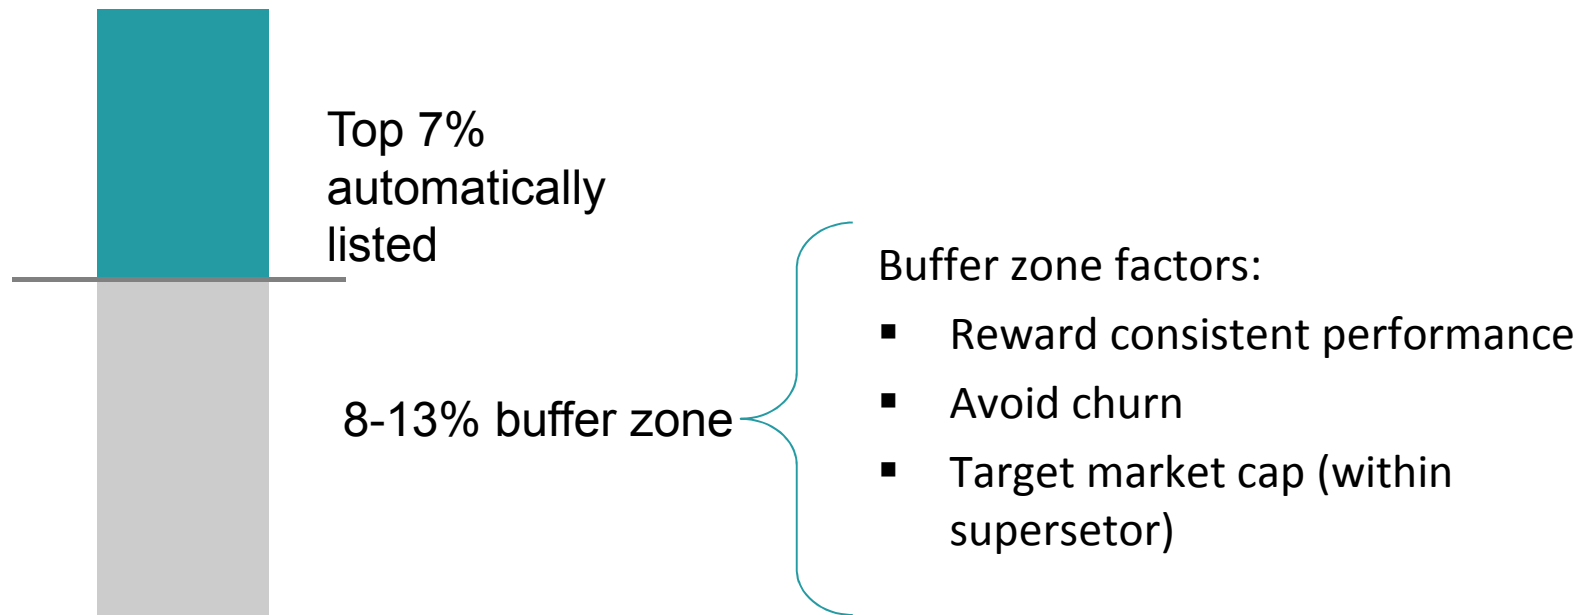 Top 7%
automatically
listed
8-13% buffer zone
Buffer zone factors:
▪ Reward consistent performance
▪ Avoid churn
▪ Target market cap (within
supersetor)